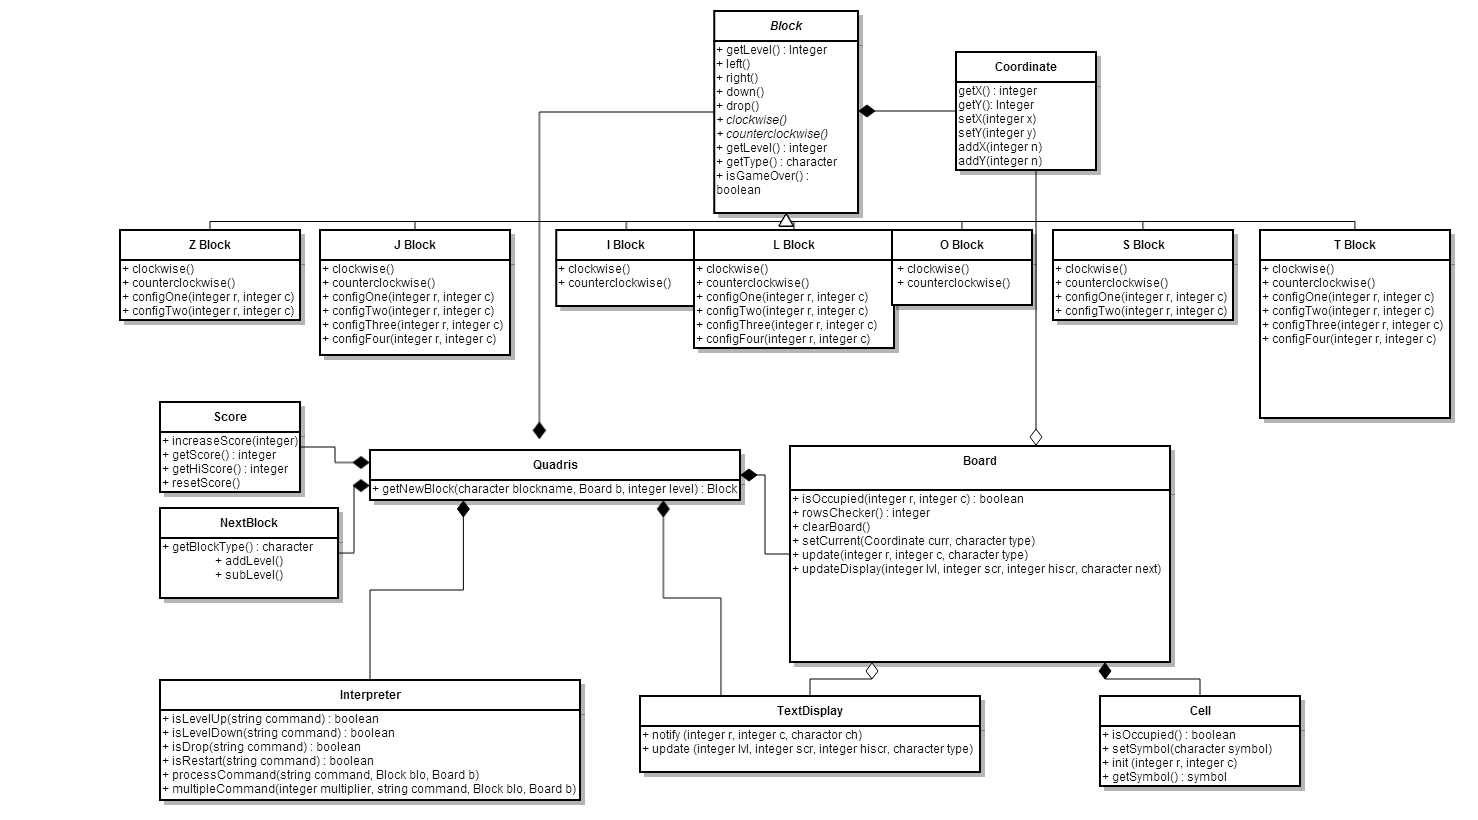 Block
+ getLevel() : Integer
+ left()
+ right()
+ down()
+ drop()
+ clockwise()
+ counterclockwise()
+ getLevel() : integer
+ getType() : character
+ isGameOver() :
boolean
Coordinate
getX() : integer
getY(): Integer
setX(integer x)
setY(integer y)
addX(integer n)
addY(integer n)
Z Block
+ clockwise()
+ counterclockwise()
+ configOne(integer r, integer c)
+ configTwo(integer r, integer c)
J Block
+ clockwise()
+ counterclockwise()
+ configOne(integer r, integer c)
+ configTwo(integer r, integer c)
+ configThree(integer r, integer c)
+ configFour(integer r, integer c)
I Block
+ clockwise()
+ counterclockwise()
L Block
+ clockwise()
+ counterclockwise()
+ configOne(integer r, integer c)
+ configTwo(integer r, integer c)
+ configThree(integer r, integer c)
+ configFour(integer r, integer c)
O Block
+ clockwise()
+ counterclockwise()
S Block
+ clockwise()
+ counterclockwise()
+ configOne(integer r, integer c)
+ configTwo(integer r, integer c)
T Block
+ clockwise()
+ counterclockwise()
+ configOne(integer r, integer c)
+ configTwo(integer r, integer c)
+ configThree(integer r, integer c)
+ configFour(integer r, integer c)
Score
+ increaseScore(integer)
+ getScore() : integer
+ getHiScore() : integer
+ resetScore()
Quadris
+ getNewBlock(character blockname, Board b, integer level) : Block
Board
+ isOccupied(integer r, integer c) : boolean
+ rowsChecker() : integer
+ clearBoard()
+ setCurrent(Coordinate curr, character type)
+ update(integer r, integer c, character type)
+ updateDisplay(integer lvl, integer scr, integer hiscr, character next)
NextBlock
+ getBlockType() : character
+ addLevel()
+ subLevel()
Interpreter
+ isLevelUp(string command) : boolean
+ isLevelDown(string command) : boolean
+ isDrop(string command) : boolean
+ isRestart(string command) : boolean
+ processCommand(string command, Block blo, Board b)
+ multipleCommand(integer multiplier, string command, Block blo, Board b)
TextDisplay
+ notify (integer r, integer c, charactor ch)
+ update (integer lvl, integer scr, integer hiscr, character type)
Cell
+ isOccupied() : boolean
+ setSymbol(character symbol)
+ init (integer r, integer c)
+ getSymbol() : symbol